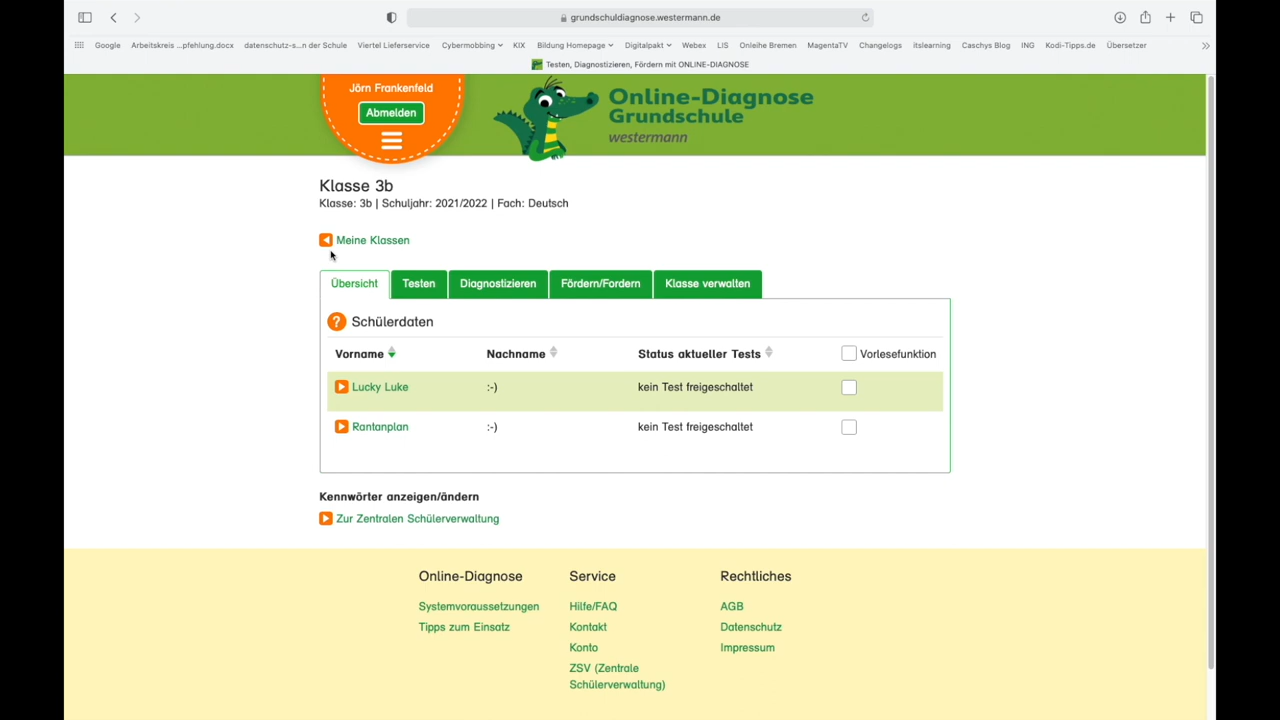 grundschuldiagnose.westermann.de
Google Arbeitskreis ...pfehlung.docx datenschutz-s...n der Schule Viertel Lieferservice Cybermobbing KIX Bildung Homepage Digitalpakt Webex LIS Onleihe Bremen MagentaTV Changelogs itslearning Caschys Blog ING Kodi-Tipps.de Übersetzer
Testen, Diagnostizieren, Fördern mit ONLINE-DIAGNOSE
Jörn Frankenfeld
Abmelden
Online-Diagnose
Grundschule
westermann
Klasse 3b
Klasse: 3b | Schuljahr: 2021/2022 | Fach: Deutsch
Meine Klassen
Übersicht Testen Diagnostizieren Fördern/Fordern Klasse verwalten
? Schülerdaten
Vorname Nachname Status aktueller Tests Vorlesefunktion
Lucky Luke :-) kein Test freigeschaltet
Rantanplan :-) kein Test freigeschaltet
Kennwörter anzeigen/ändern
Zur Zentralen Schülerverwaltung
Online-Diagnose Service Rechtliches
Systemvoraussetzungen Hilfe/FAQ AGB
Tipps zum Einsatz Kontakt Datenschutz
Konto Impressum
ZSV (Zentrale
Schülerverwaltung)